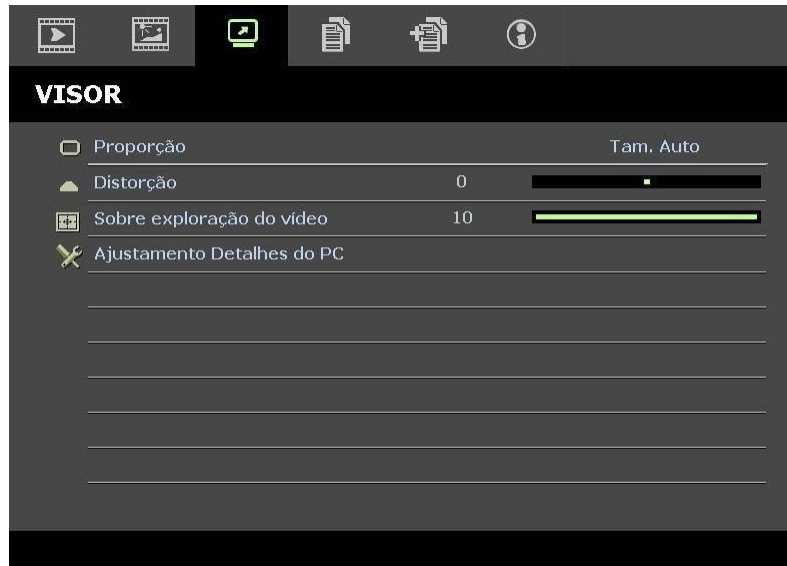 VISOR
Proporção Tam. Auto
Distorção 0
Sobre exploração do vídeo 10
Ajustamento Detalhes do PC